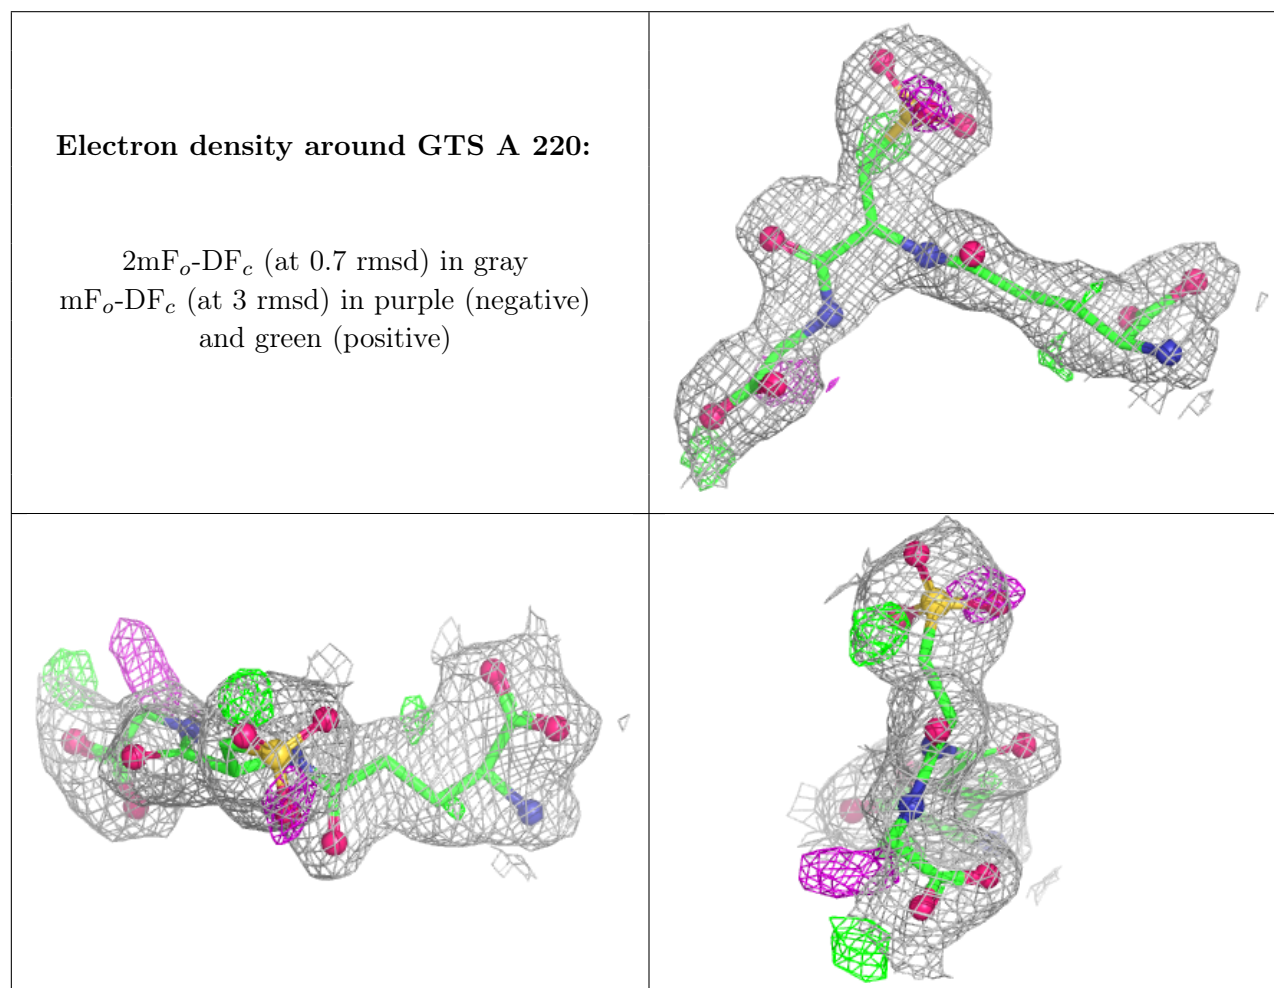 Electron density around GTS A 220:
2mFₒ-DF𝒸 (at 0.7 rmsd) in gray
mFₒ-DF𝒸 (at 3 rmsd) in purple (negative)
and green (positive)